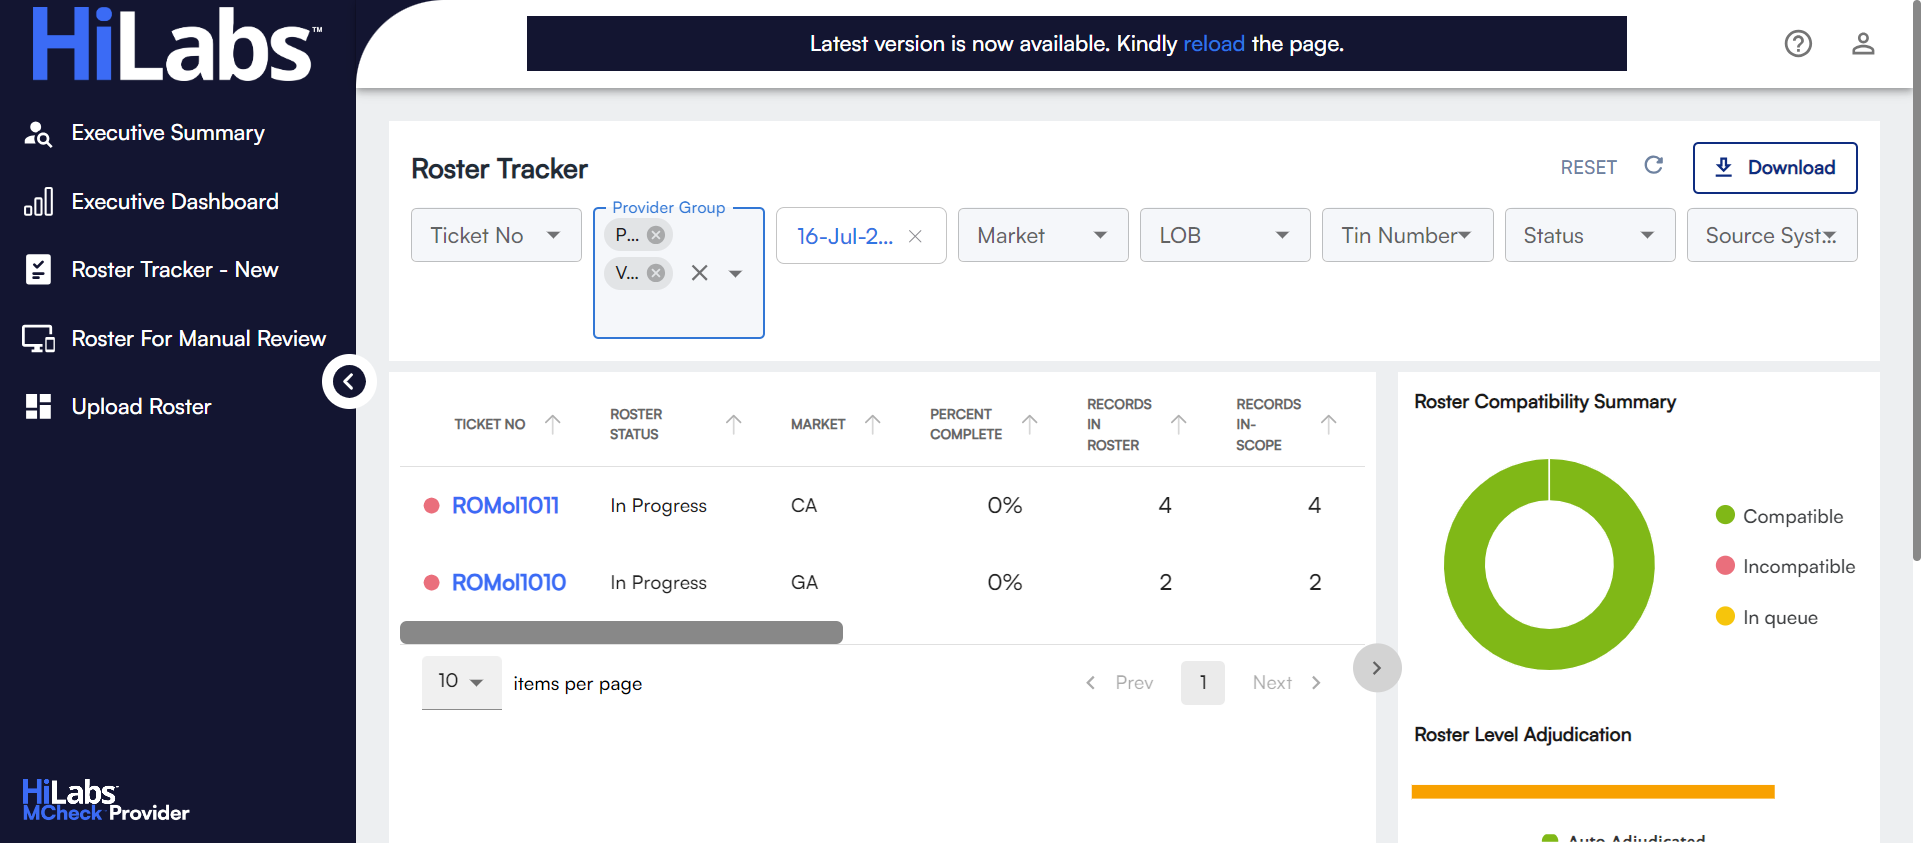 HiLabs™
Latest version is now available. Kindly reload the page.
Executive Summary
Executive Dashboard
Roster Tracker - New
Roster For Manual Review
Upload Roster
HiLabs
MCheck Provider
Roster Tracker
RESET
Download
Ticket No
Provider Group
P...
V...
16-Jul-2...
Market
LOB
Tin Number
Status
Source Syst...
TICKET NO
ROSTER
STATUS
MARKET
PERCENT
COMPLETE
RECORDS
IN
ROSTER
RECORDS
IN-
SCOPE
ROMol1011 In Progress CA 0% 4 4
ROMol1010 In Progress GA 0% 2 2
10 items per page
Prev 1 Next
Roster Compatibility Summary
Compatible
Incompatible
In queue
Roster Level Adjudication
Auto Adjudicated